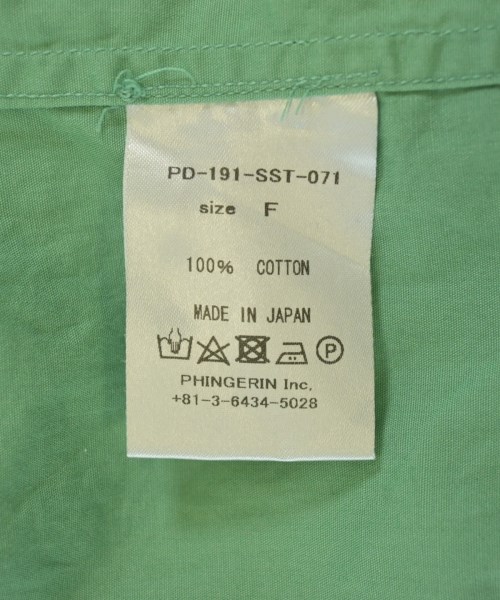 PD-191-SST-071
size F
100% COTTON
MADE IN JAPAN
P
PHINGERIN Inc.
+81-3-6434-5028